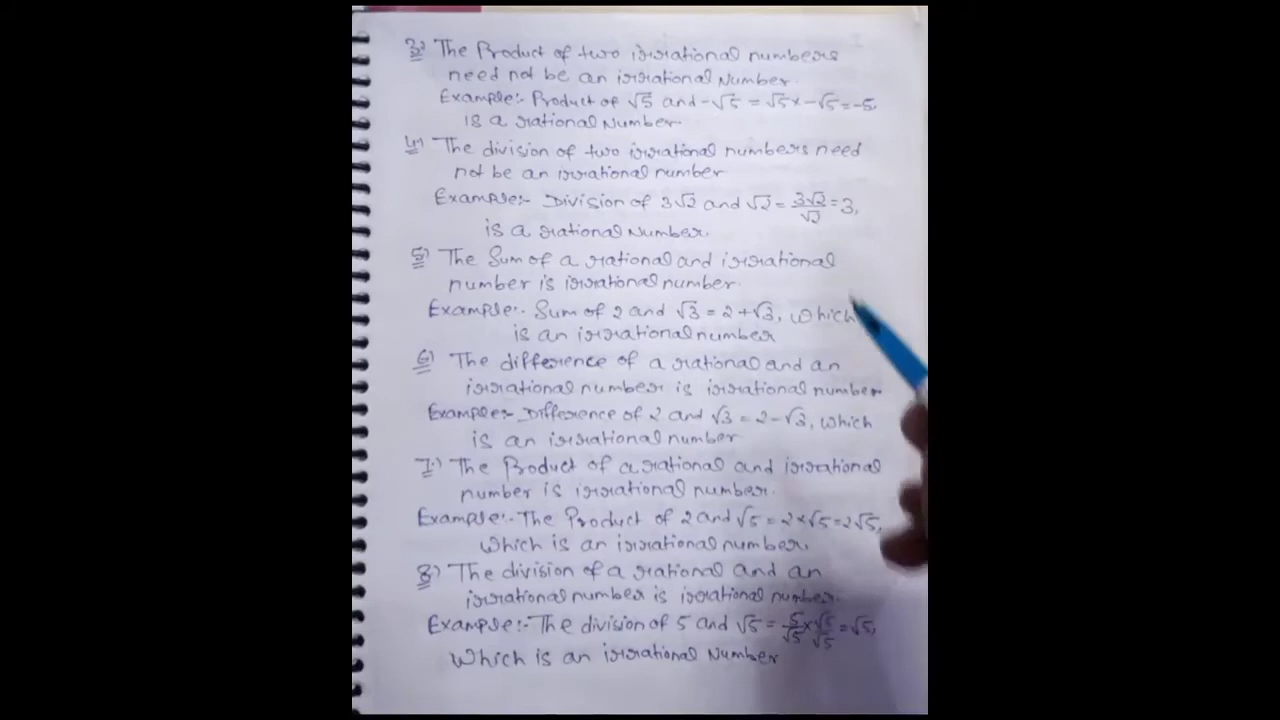 3:) The Product of two irrational numbers
need not be an irrational Number.
Example:- Product of √5 and -√5 = √5 × -√5 = -5,
is a rational Number.
4:) The division of two irrational numbers need
not be an irrational number
Example:- Division of 3√2 and √2 = 3√2/√2 = 3,
is a rational Number.
5:) The Sum of a rational and irrational
number is irrational number.
Example:- Sum of 2 and √3 = 2+√3, which
is an irrational number
6:) The difference of a rational and an
irrational number is irrational number
Example:- Difference of 2 and √3 = 2-√3, which
is an irrational number
7:) The Product of a rational and irrational
number is irrational number.
Example:- The Product of 2 and √5 = 2×√5 = 2√5,
which is an irrational number.
8:) The division of a rational and an
irrational number is irrational number.
Example:- The division of 5 and √5 = 5/√5 × √5/√5 = √5,
Which is an irrational Number